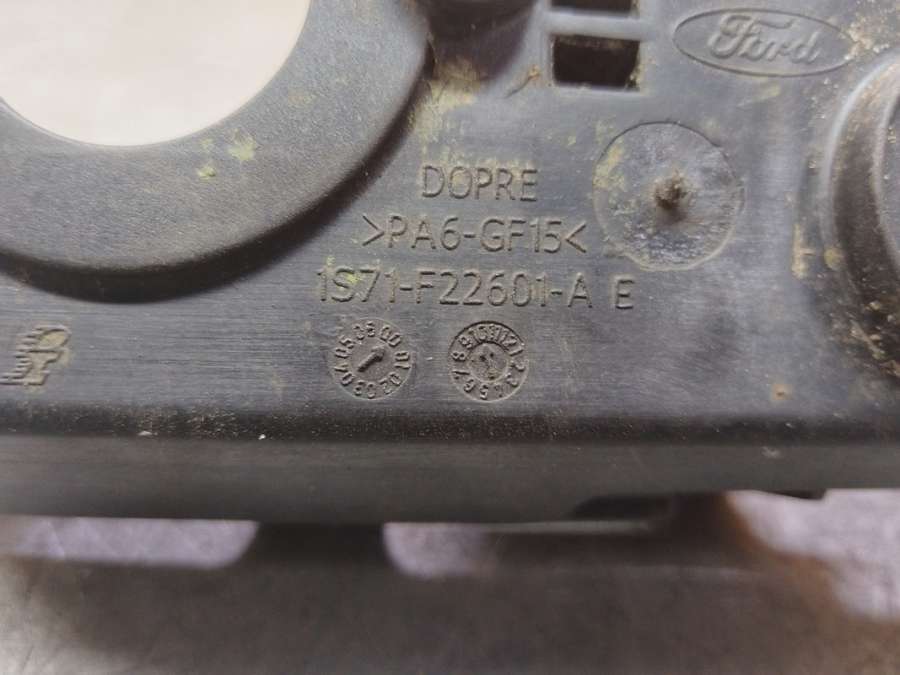 Ford
DOPRE
>PA6-GF15<
1S71-F22601-A E